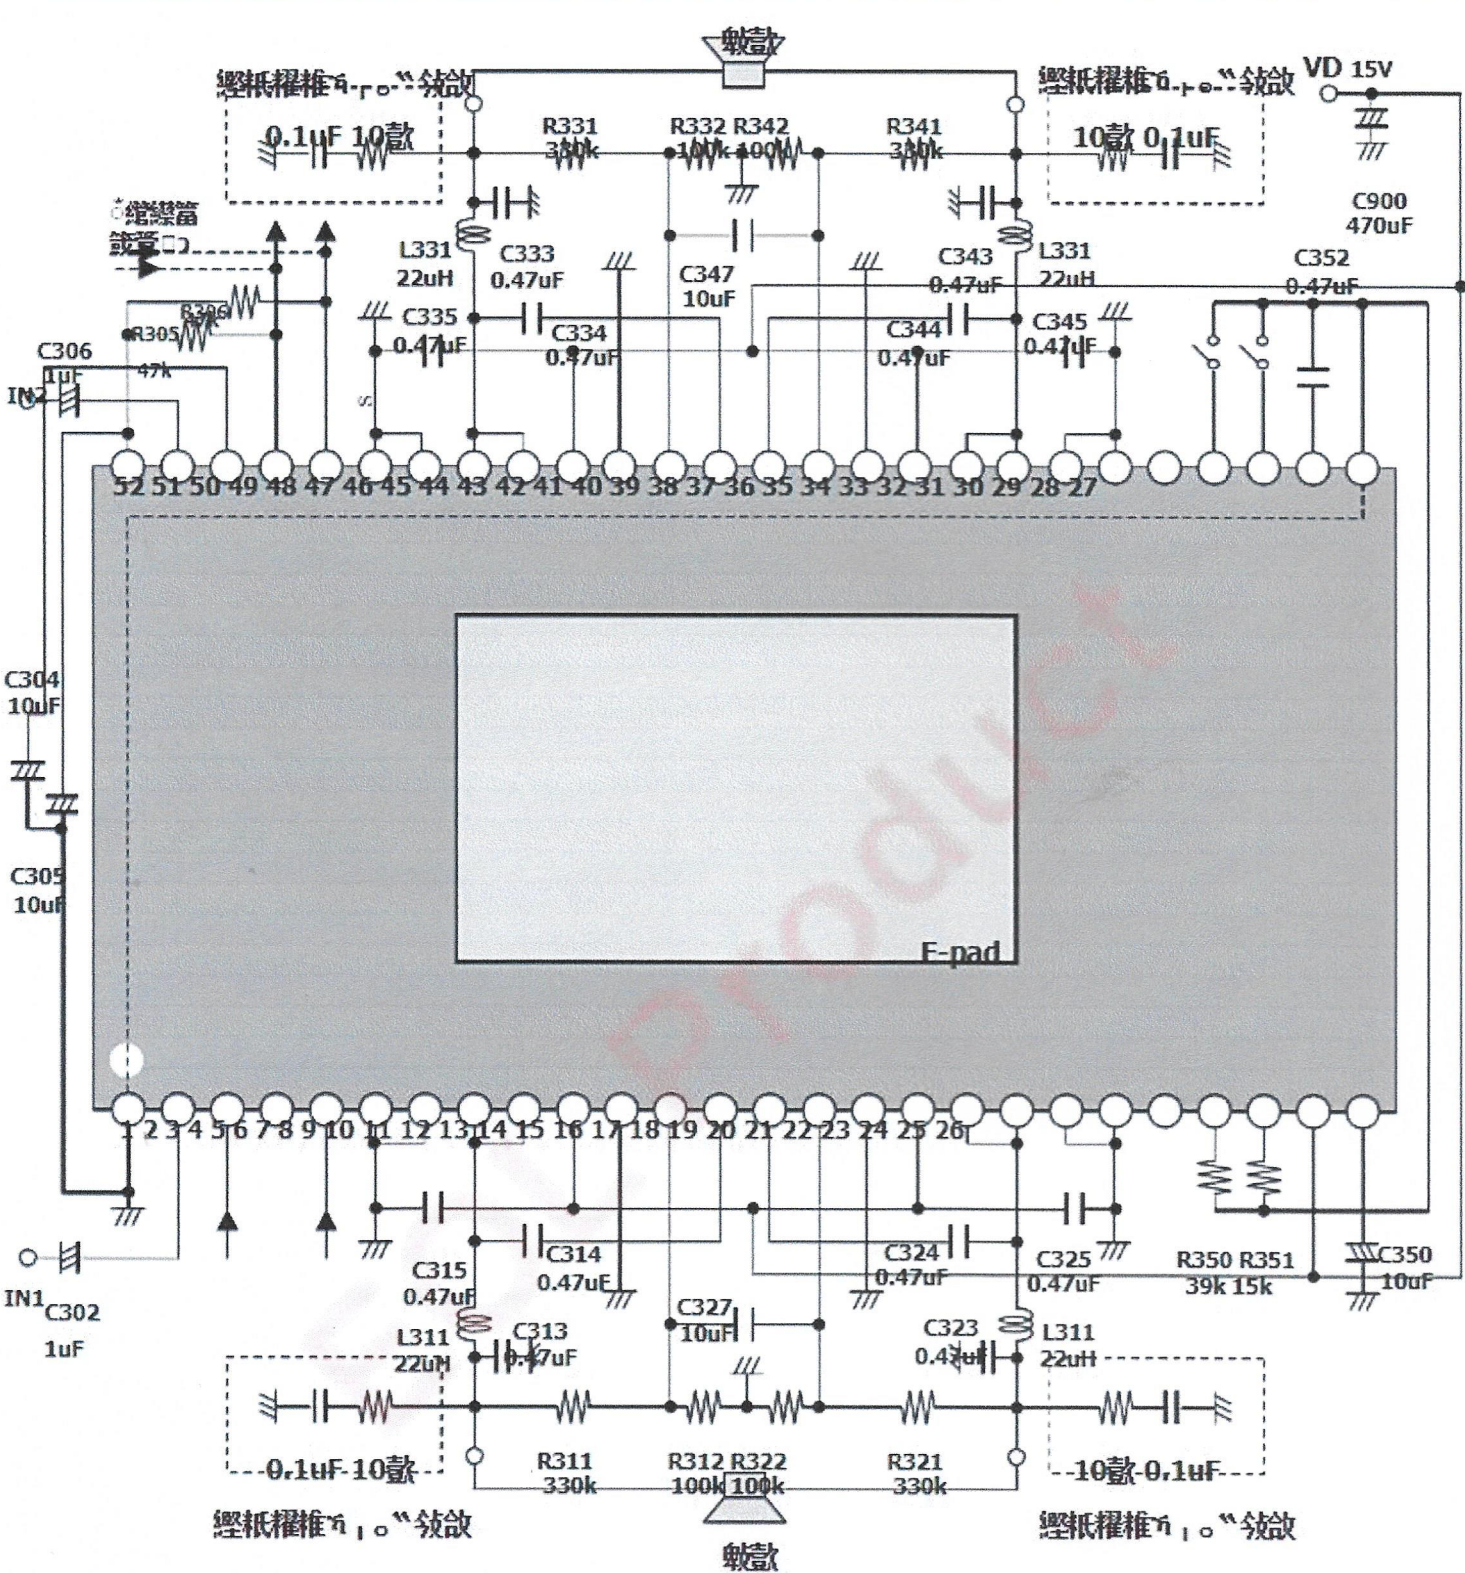 VD 15V
0.1uF 10
R331
330k
R332 R342
100k 100k
R341
330k
10 0.1uF
C900
470uF
L331
22uH
C333
0.47uF
C347
10uF
C343
0.47uF
L331
22uH
C352
0.47uF
R306
R305
47k
C335
0.47uF
C334
0.47uF
C344
0.47uF
C345
0.47uF
C306
1uF
IN2
S
52 51 50 49 48 47 46 45 44 43 42 41 40 39 38 37 36 35 34 33 32 31 30 29 28 27
C304
10uF
C305
10uF
E-pad
Product
1 2 3 4 5 6 7 8 9 10 11 12 13 14 15 16 17 18 19 20 21 22 23 24 25 26
IN1
C302
1uF
C315
0.47uF
C314
0.47uF
C324
0.47uF
C325
0.47uF
R350 R351
39k 15k
C350
10uF
L311
22uH
C313
0.47uF
C327
10uF
C323
0.47uF
L311
22uH
0.1uF 10
R311
330k
R312 R322
100k 100k
R321
330k
10 0.1uF